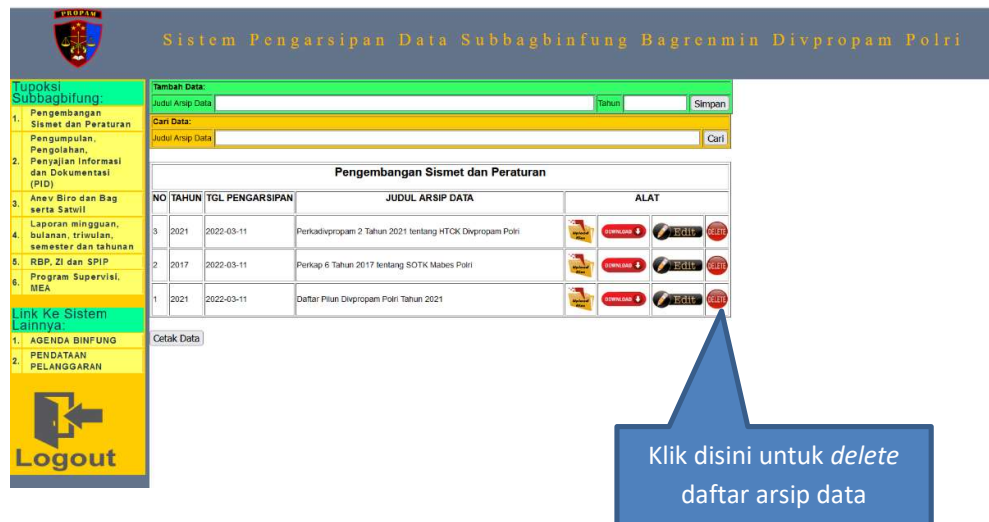 PROPAM
Sistem Pengarsipan Data Subbagbinfung Bagrenmin Divpropam Polri
Tupoksi
Subbagbifung:
1. Pengembangan
Sismet dan Peraturan
2. Pengumpulan,
Pengolahan,
Penyajian Informasi
dan Dokumentasi
(PID)
3. Anev Biro dan Bag
serta Satwil
4. Laporan mingguan,
bulanan, triwulan,
semester dan tahunan
5. RBP, ZI dan SPIP
6. Program Supervisi,
MEA
Link Ke Sistem
Lainnya:
1. AGENDA BINFUNG
2. PENDATAAN
PELANGGARAN
Logout
Tambah Data:
Judul Arsip Data Tahun Simpan
Cari Data:
Judul Arsip Data Cari
Pengembangan Sismet dan Peraturan
NO TAHUN TGL PENGARSIPAN JUDUL ARSIP DATA ALAT
3 2021 2022-03-11 Perkadivpropam 2 Tahun 2021 tentang HTCK Divpropam Polri Upload files DOWNLOAD Edit DELETE
2 2017 2022-03-11 Perkap 6 Tahun 2017 tentang SOTK Mabes Polri Upload files DOWNLOAD Edit DELETE
1 2021 2022-03-11 Daftar Pilun Divpropam Polri Tahun 2021 Upload files DOWNLOAD Edit DELETE
Cetak Data
Klik disini untuk delete
daftar arsip data